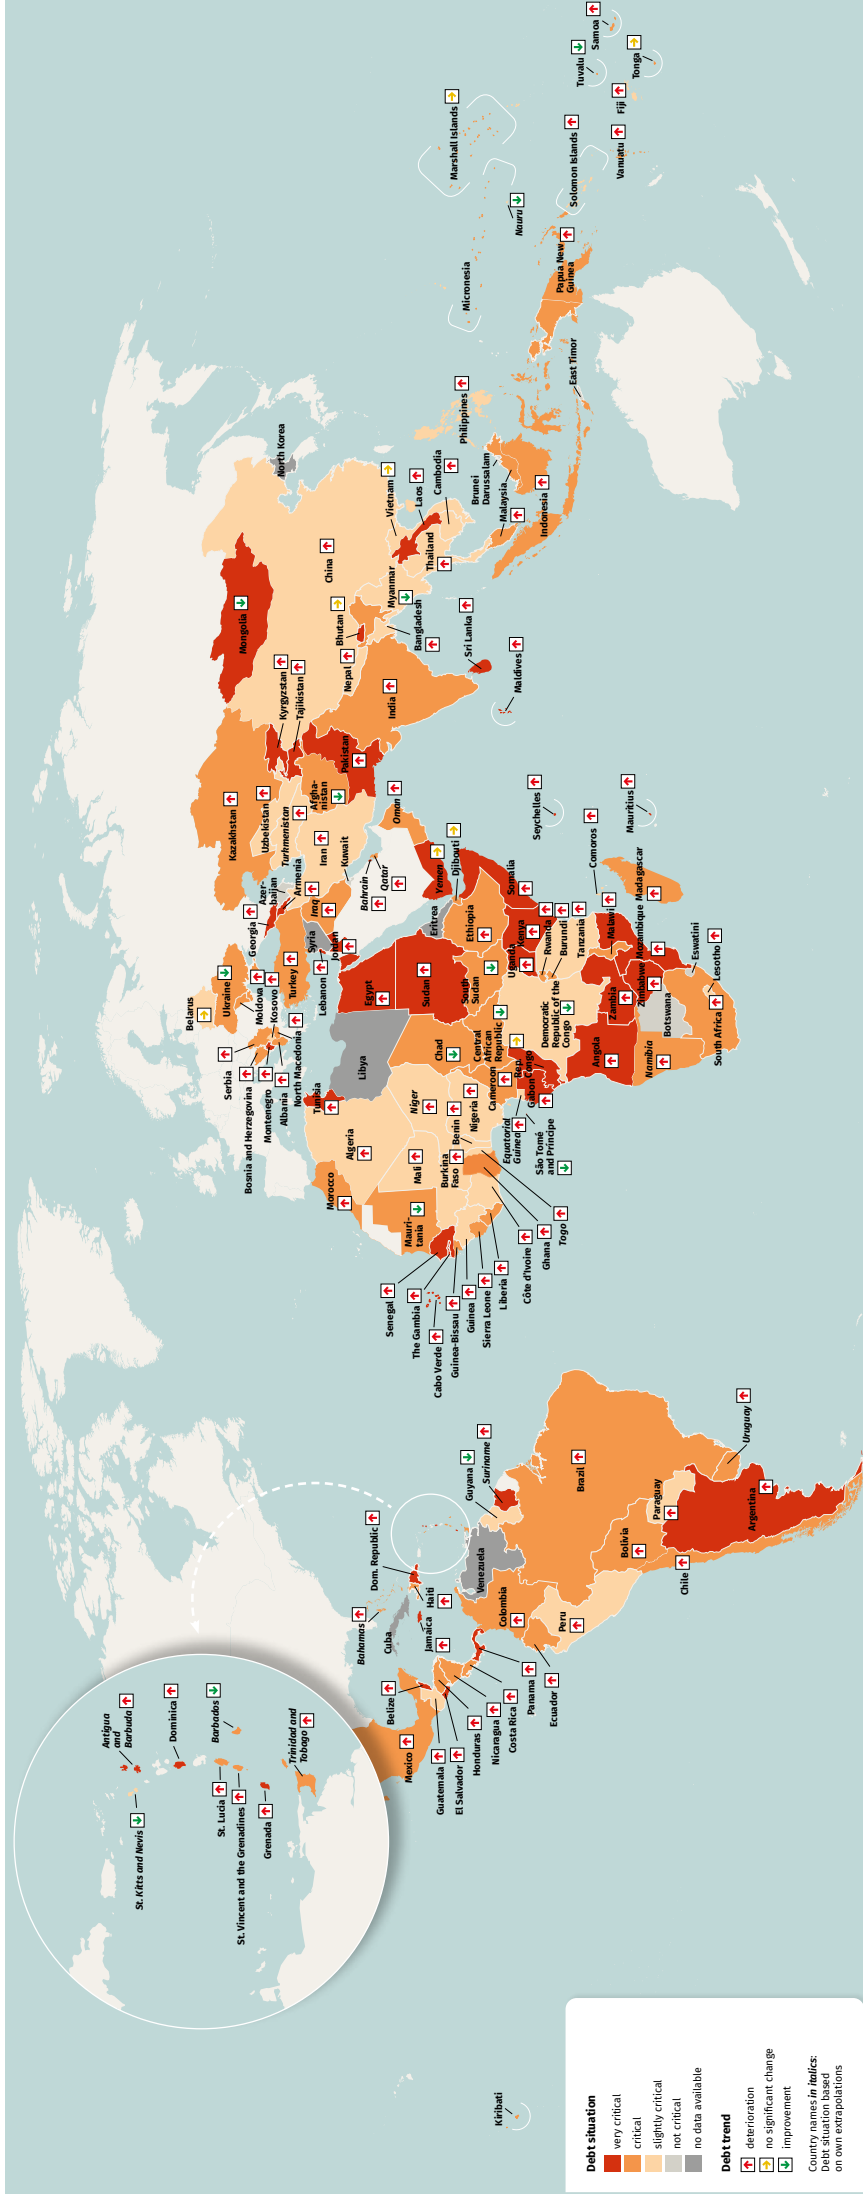 Antigua
and
Barbuda
St. Kitts and Nevis
Dominica
Barbados
St. Lucia
St. Vincent and the Grenadines
Grenada
Trinidad and
Tobago
Kiribati
Mexico
Belize
Guatemala
El Salvador
Honduras
Nicaragua
Costa Rica
Panama
Ecuador
Bahamas
Cuba
Jamaica
Haiti
Dom. Republic
Colombia
Venezuela
Guyana
Suriname
Peru
Brazil
Bolivia
Paraguay
Chile
Argentina
Uruguay
Belarus
Ukraine
Moldova
Serbia
Kosovo
Bosnia and Herzegovina
Montenegro
Albania
North Macedonia
Turkey
Georgia
Azer-
baijan
Armenia
Kazakhstan
Uzbekistan
Turkmenistan
Kyrgyzstan
Tajikistan
Mongolia
China
North Korea
Afgha-
nistan
Iran
Iraq
Kuwait
Syria
Lebanon
Jordan
Bahrain
Qatar
Oman
Yemen
Pakistan
India
Nepal
Bhutan
Bangladesh
Myanmar
Sri Lanka
Maldives
Vietnam
Laos
Thailand
Cambodia
Philippines
Brunei
Darussalam
Malaysia
Indonesia
East Timor
Papua New
Guinea
Micronesia
Marshall Islands
Nauru
Solomon Islands
Vanuatu
Fiji
Tuvalu
Samoa
Tonga
Morocco
Algeria
Tunisia
Libya
Egypt
Mauri-
tania
Mali
Niger
Chad
Sudan
Eritrea
Djibouti
Ethiopia
Somalia
South
Sudan
Senegal
The Gambia
Cabo Verde
Guinea-Bissau
Guinea
Sierra Leone
Liberia
Côte d'Ivoire
Ghana
Togo
Burkina
Faso
Benin
Nigeria
Cameroon
Central
African
Republic
Equatorial
Guinea
São Tomé
and Príncipe
Gabon
Rep.
Congo
Democratic
Republic of the
Congo
Uganda
Kenya
Rwanda
Burundi
Tanzania
Angola
Zambia
Malawi
Mozambique
Zimbabwe
Namibia
Botswana
South Africa
Lesotho
Eswatini
Madagascar
Comoros
Seychelles
Mauritius
Debt situation
very critical
critical
slightly critical
not critical
no data available
Debt trend
deterioration
no significant change
improvement
Country names in italics:
Debt situation based
on own extrapolations